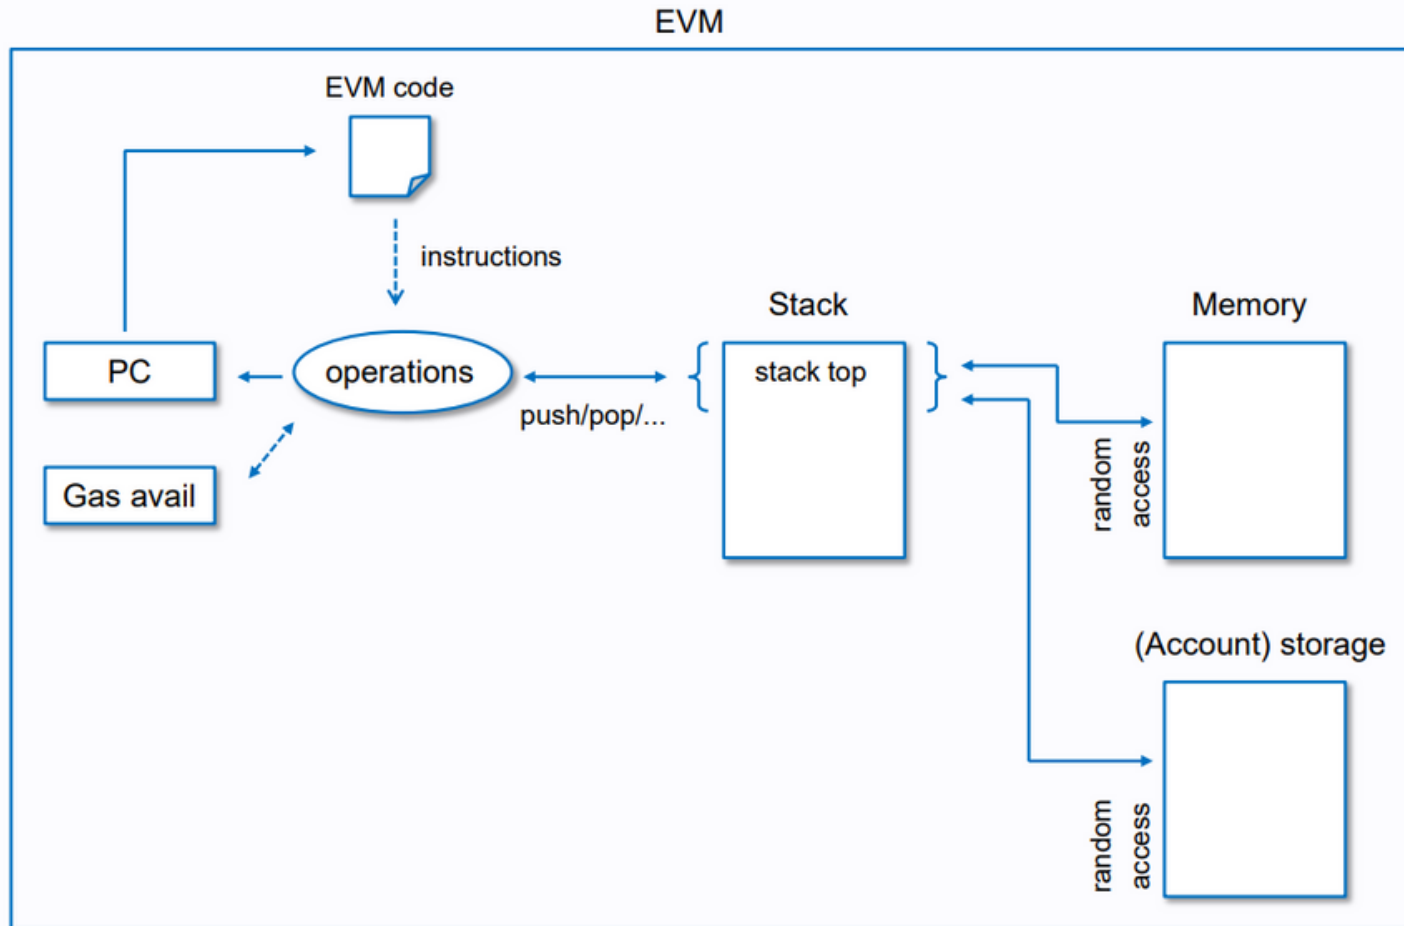 EVM
EVM code
instructions
Stack
Memory
PC
operations
stack top
push/pop/...
random
access
Gas avail
(Account) storage
random
access